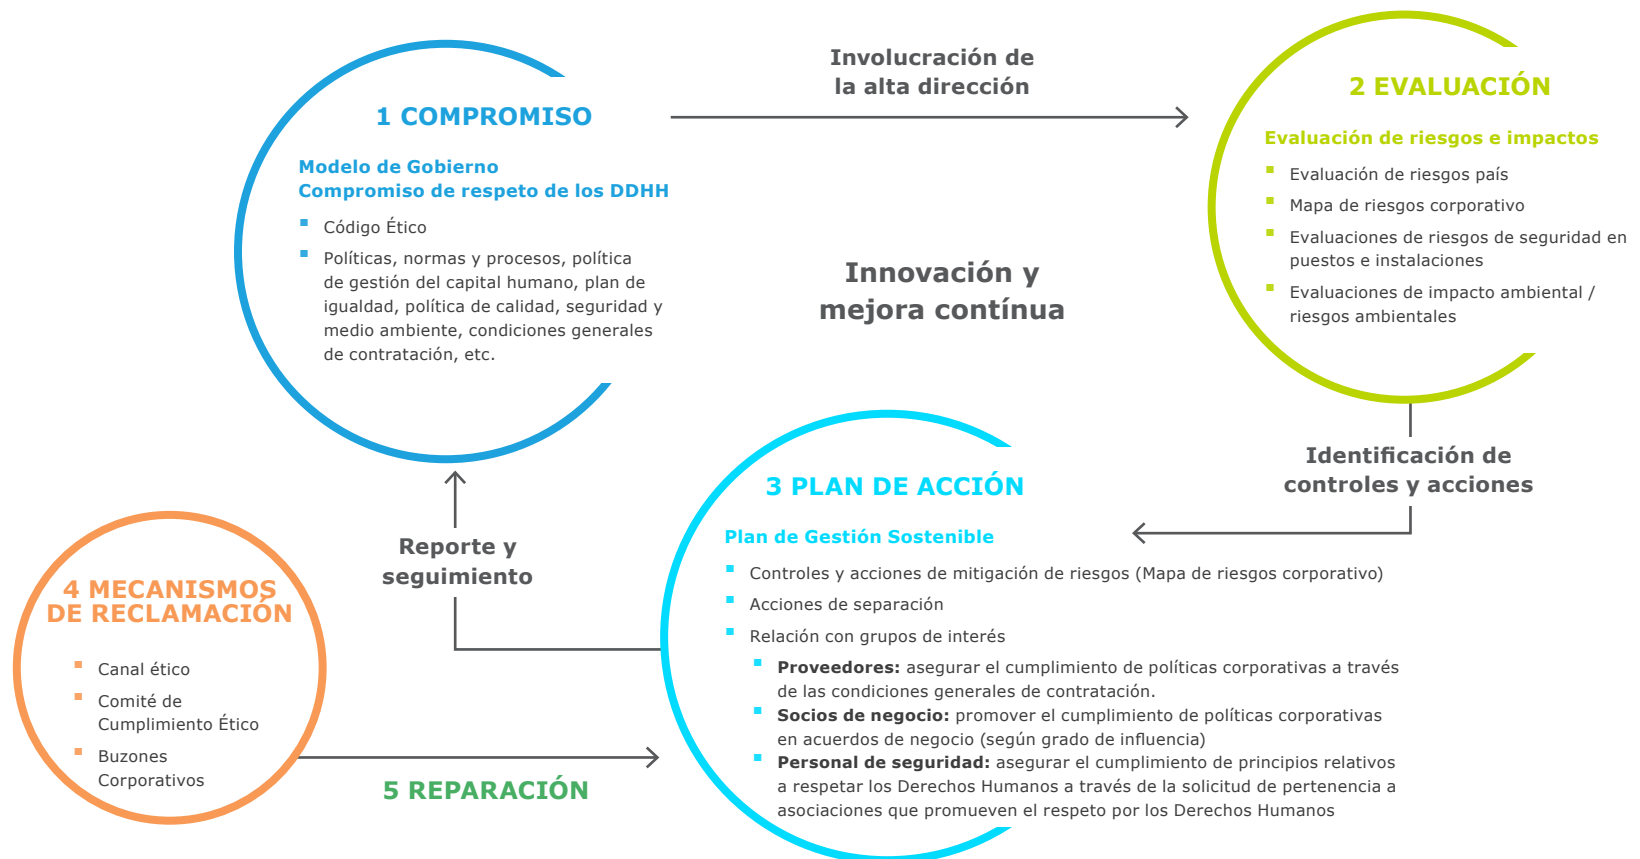 1 COMPROMISO
Modelo de Gobierno
Compromiso de respeto de los DDHH
Código Ético
Políticas, normas y procesos, política
de gestión del capital humano, plan de
igualdad, política de calidad, seguridad y
medio ambiente, condiciones generales
de contratación, etc.
Involucración de
la alta dirección
2 EVALUACIÓN
Evaluación de riesgos e impactos
Evaluación de riesgos país
Mapa de riesgos corporativo
Evaluaciones de riesgos de seguridad en
puestos e instalaciones
Evaluaciones de impacto ambiental /
riesgos ambientales
Innovación y
mejora contínua
Identificación de
controles y acciones
3 PLAN DE ACCIÓN
Plan de Gestión Sostenible
Controles y acciones de mitigación de riesgos (Mapa de riesgos corporativo)
Acciones de separación
Relación con grupos de interés
Proveedores: asegurar el cumplimiento de políticas corporativas a través
de las condiciones generales de contratación.
Socios de negocio: promover el cumplimiento de políticas corporativas
en acuerdos de negocio (según grado de influencia)
Personal de seguridad: asegurar el cumplimiento de principios relativos
a respetar los Derechos Humanos a través de la solicitud de pertenencia a
asociaciones que promueven el respeto por los Derechos Humanos
Reporte y
seguimiento
4 MECANISMOS
DE RECLAMACIÓN
Canal ético
Comité de
Cumplimiento Ético
Buzones
Corporativos
5 REPARACIÓN